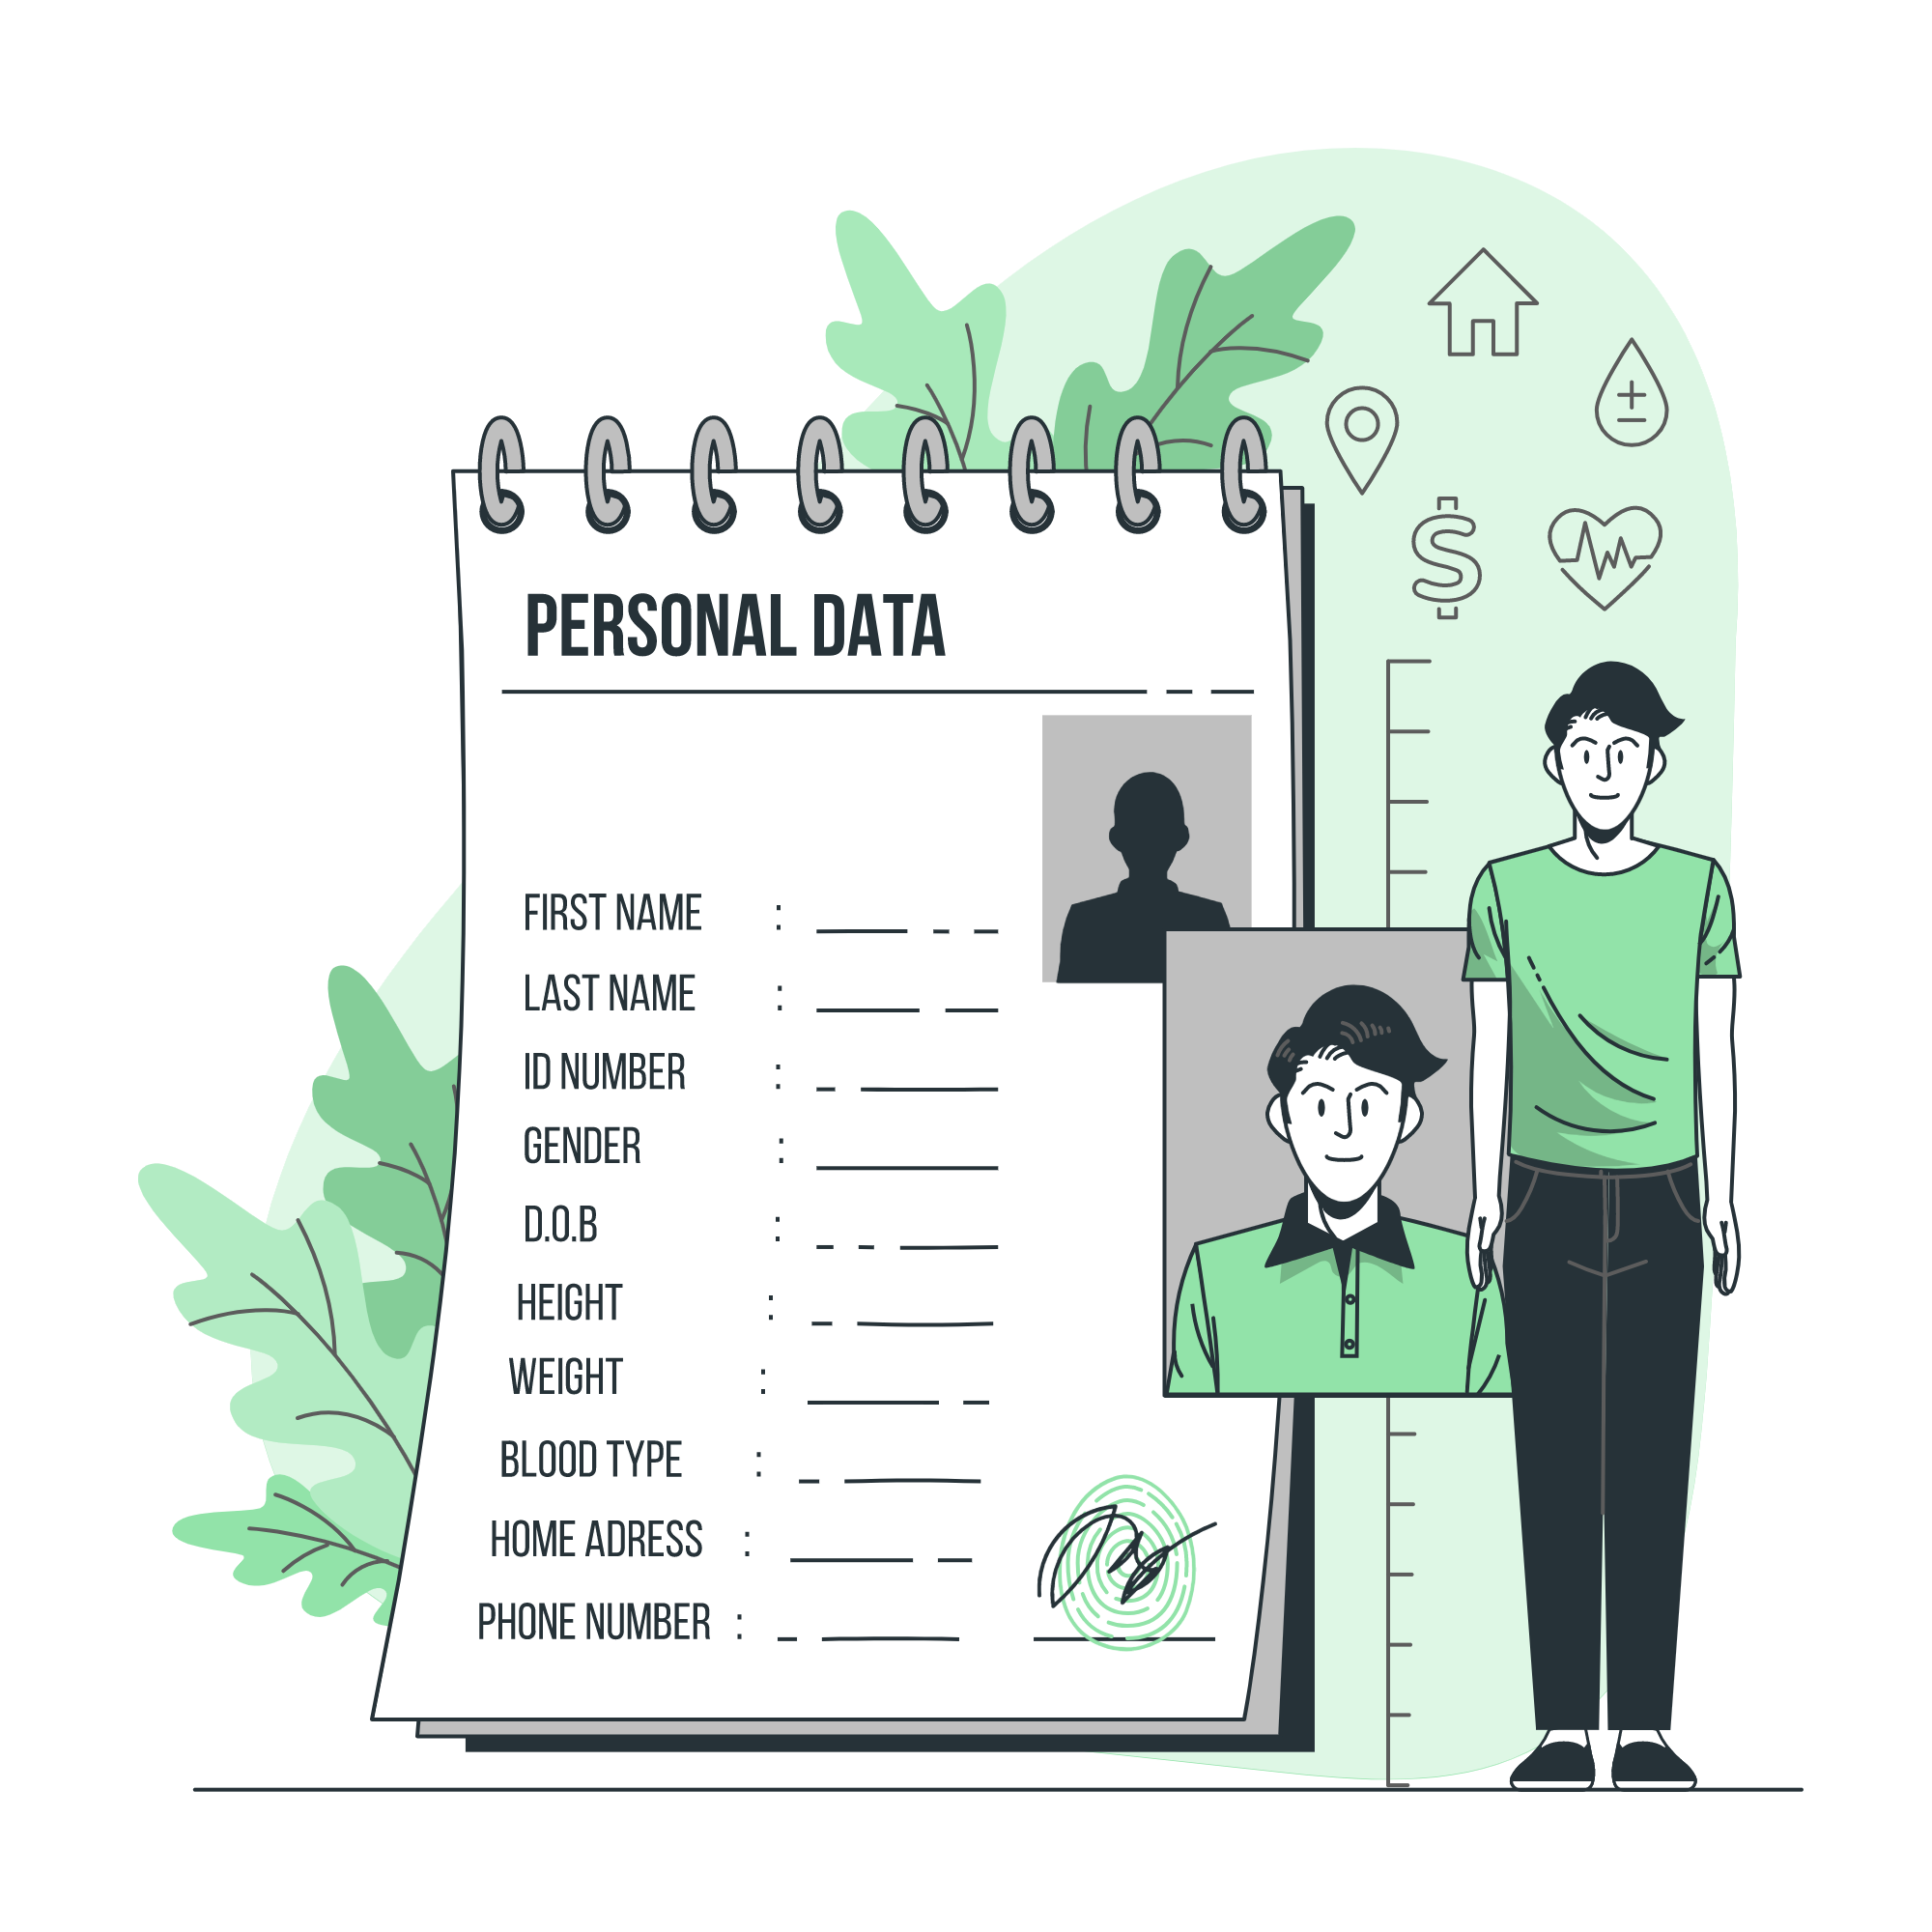 PERSONAL DATA
FIRST NAME :
LAST NAME :
ID NUMBER :
GENDER :
D.O.B :
HEIGHT :
WEIGHT :
BLOOD TYPE :
HOME ADRESS :
PHONE NUMBER :